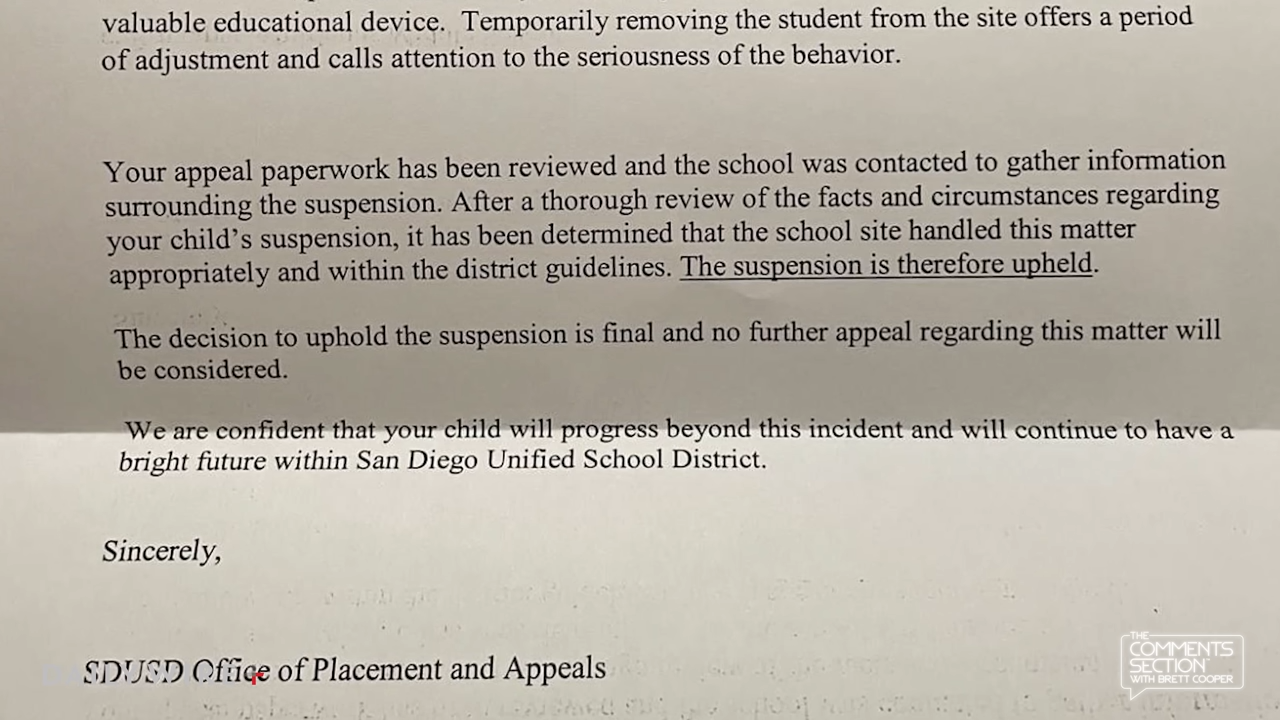 valuable educational device. Temporarily removing the student from the site offers a period
of adjustment and calls attention to the seriousness of the behavior.
Your appeal paperwork has been reviewed and the school was contacted to gather information
surrounding the suspension. After a thorough review of the facts and circumstances regarding
your child's suspension, it has been determined that the school site handled this matter
appropriately and within the district guidelines. The suspension is therefore upheld.
The decision to uphold the suspension is final and no further appeal regarding this matter will
be considered.
We are confident that your child will progress beyond this incident and will continue to have a
bright future within San Diego Unified School District.
Sincerely,
SDUSD Office of Placement and Appeals
THE
COMMENTS
SECTION
WITH BRETT COOPER